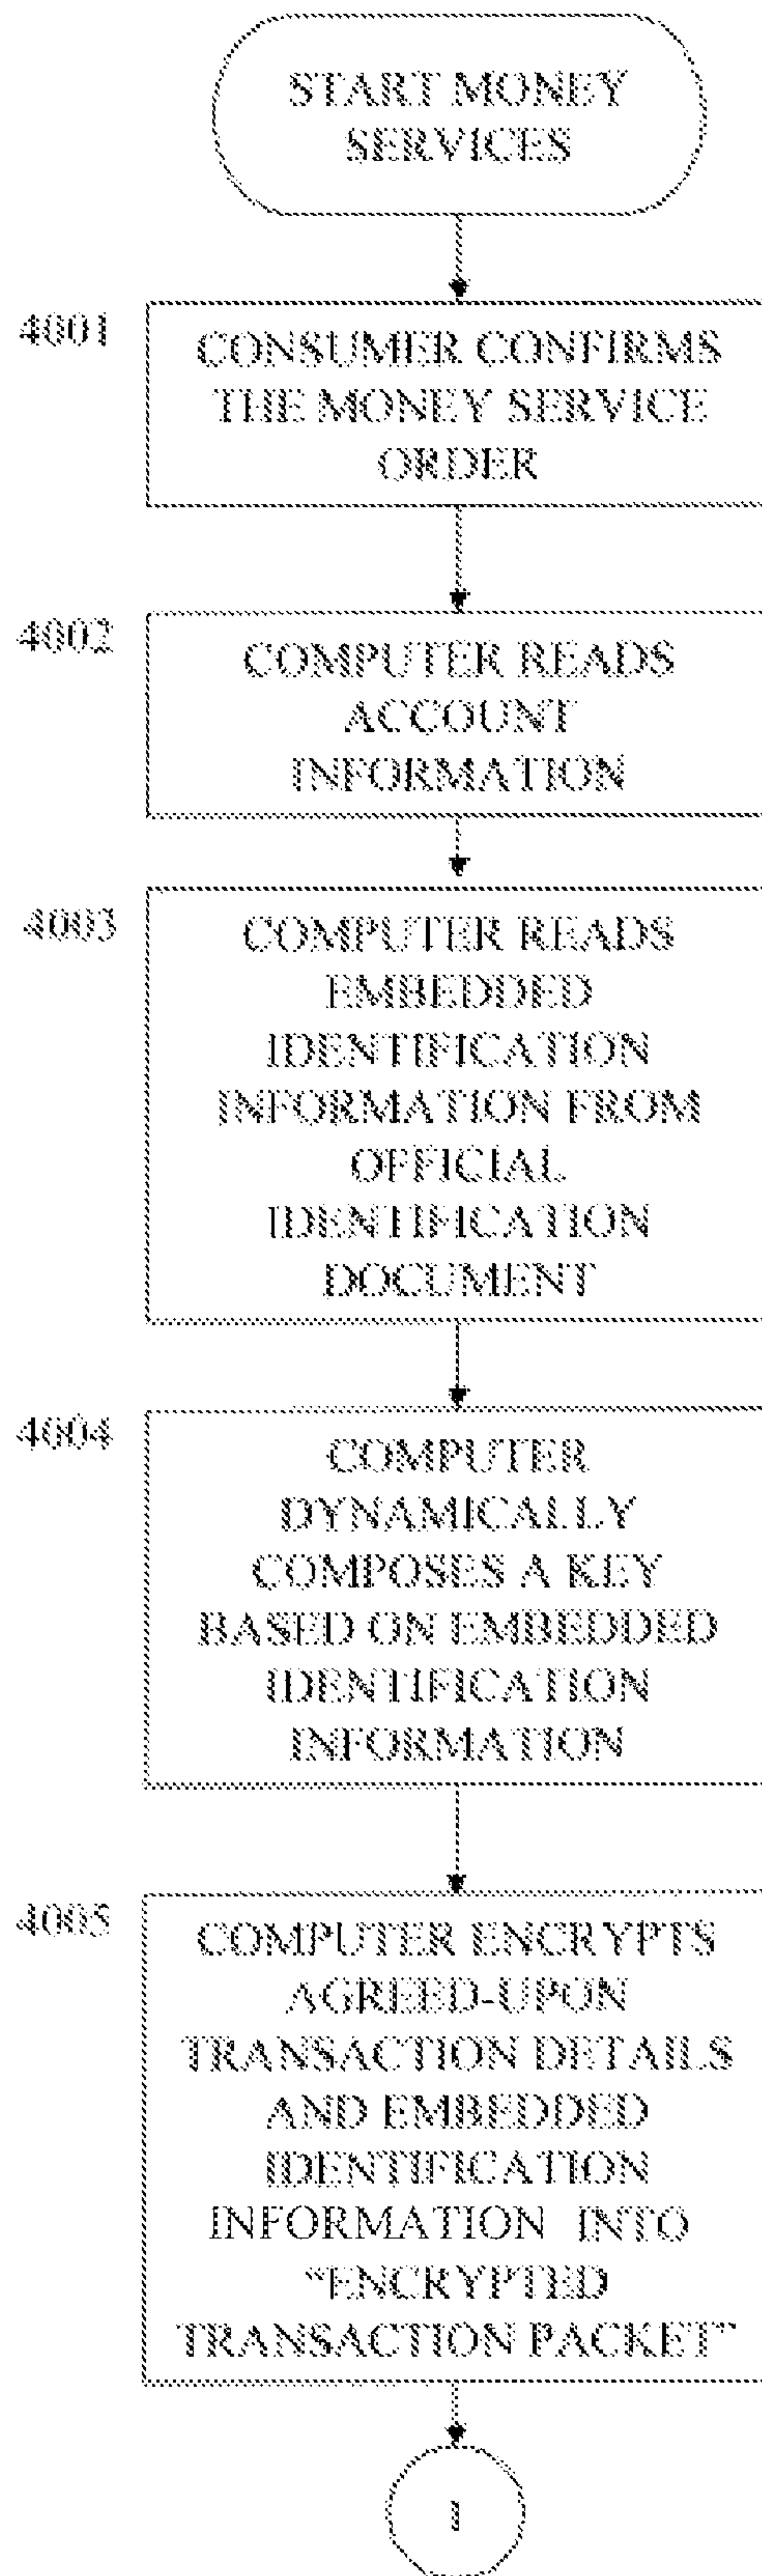 START MONEY
SERVICES
4001
CONSUMER CONFIRMS
THE MONEY SERVICE
ORDER
4002
COMPUTER READS
ACCOUNT
INFORMATION
4003
COMPUTER READS
EMBEDDED
IDENTIFICATION
INFORMATION FROM
OFFICIAL
IDENTIFICATION
DOCUMENT
4004
COMPUTER
DYNAMICALLY
COMPOSES A KEY
BASED ON EMBEDDED
IDENTIFICATION
INFORMATION
4005
COMPUTER ENCRYPTS
AGREED-UPON
TRANSACTION DETAILS
AND EMBEDDED
IDENTIFICATION
INFORMATION INTO
“ENCRYPTED
TRANSACTION PACKET”
1